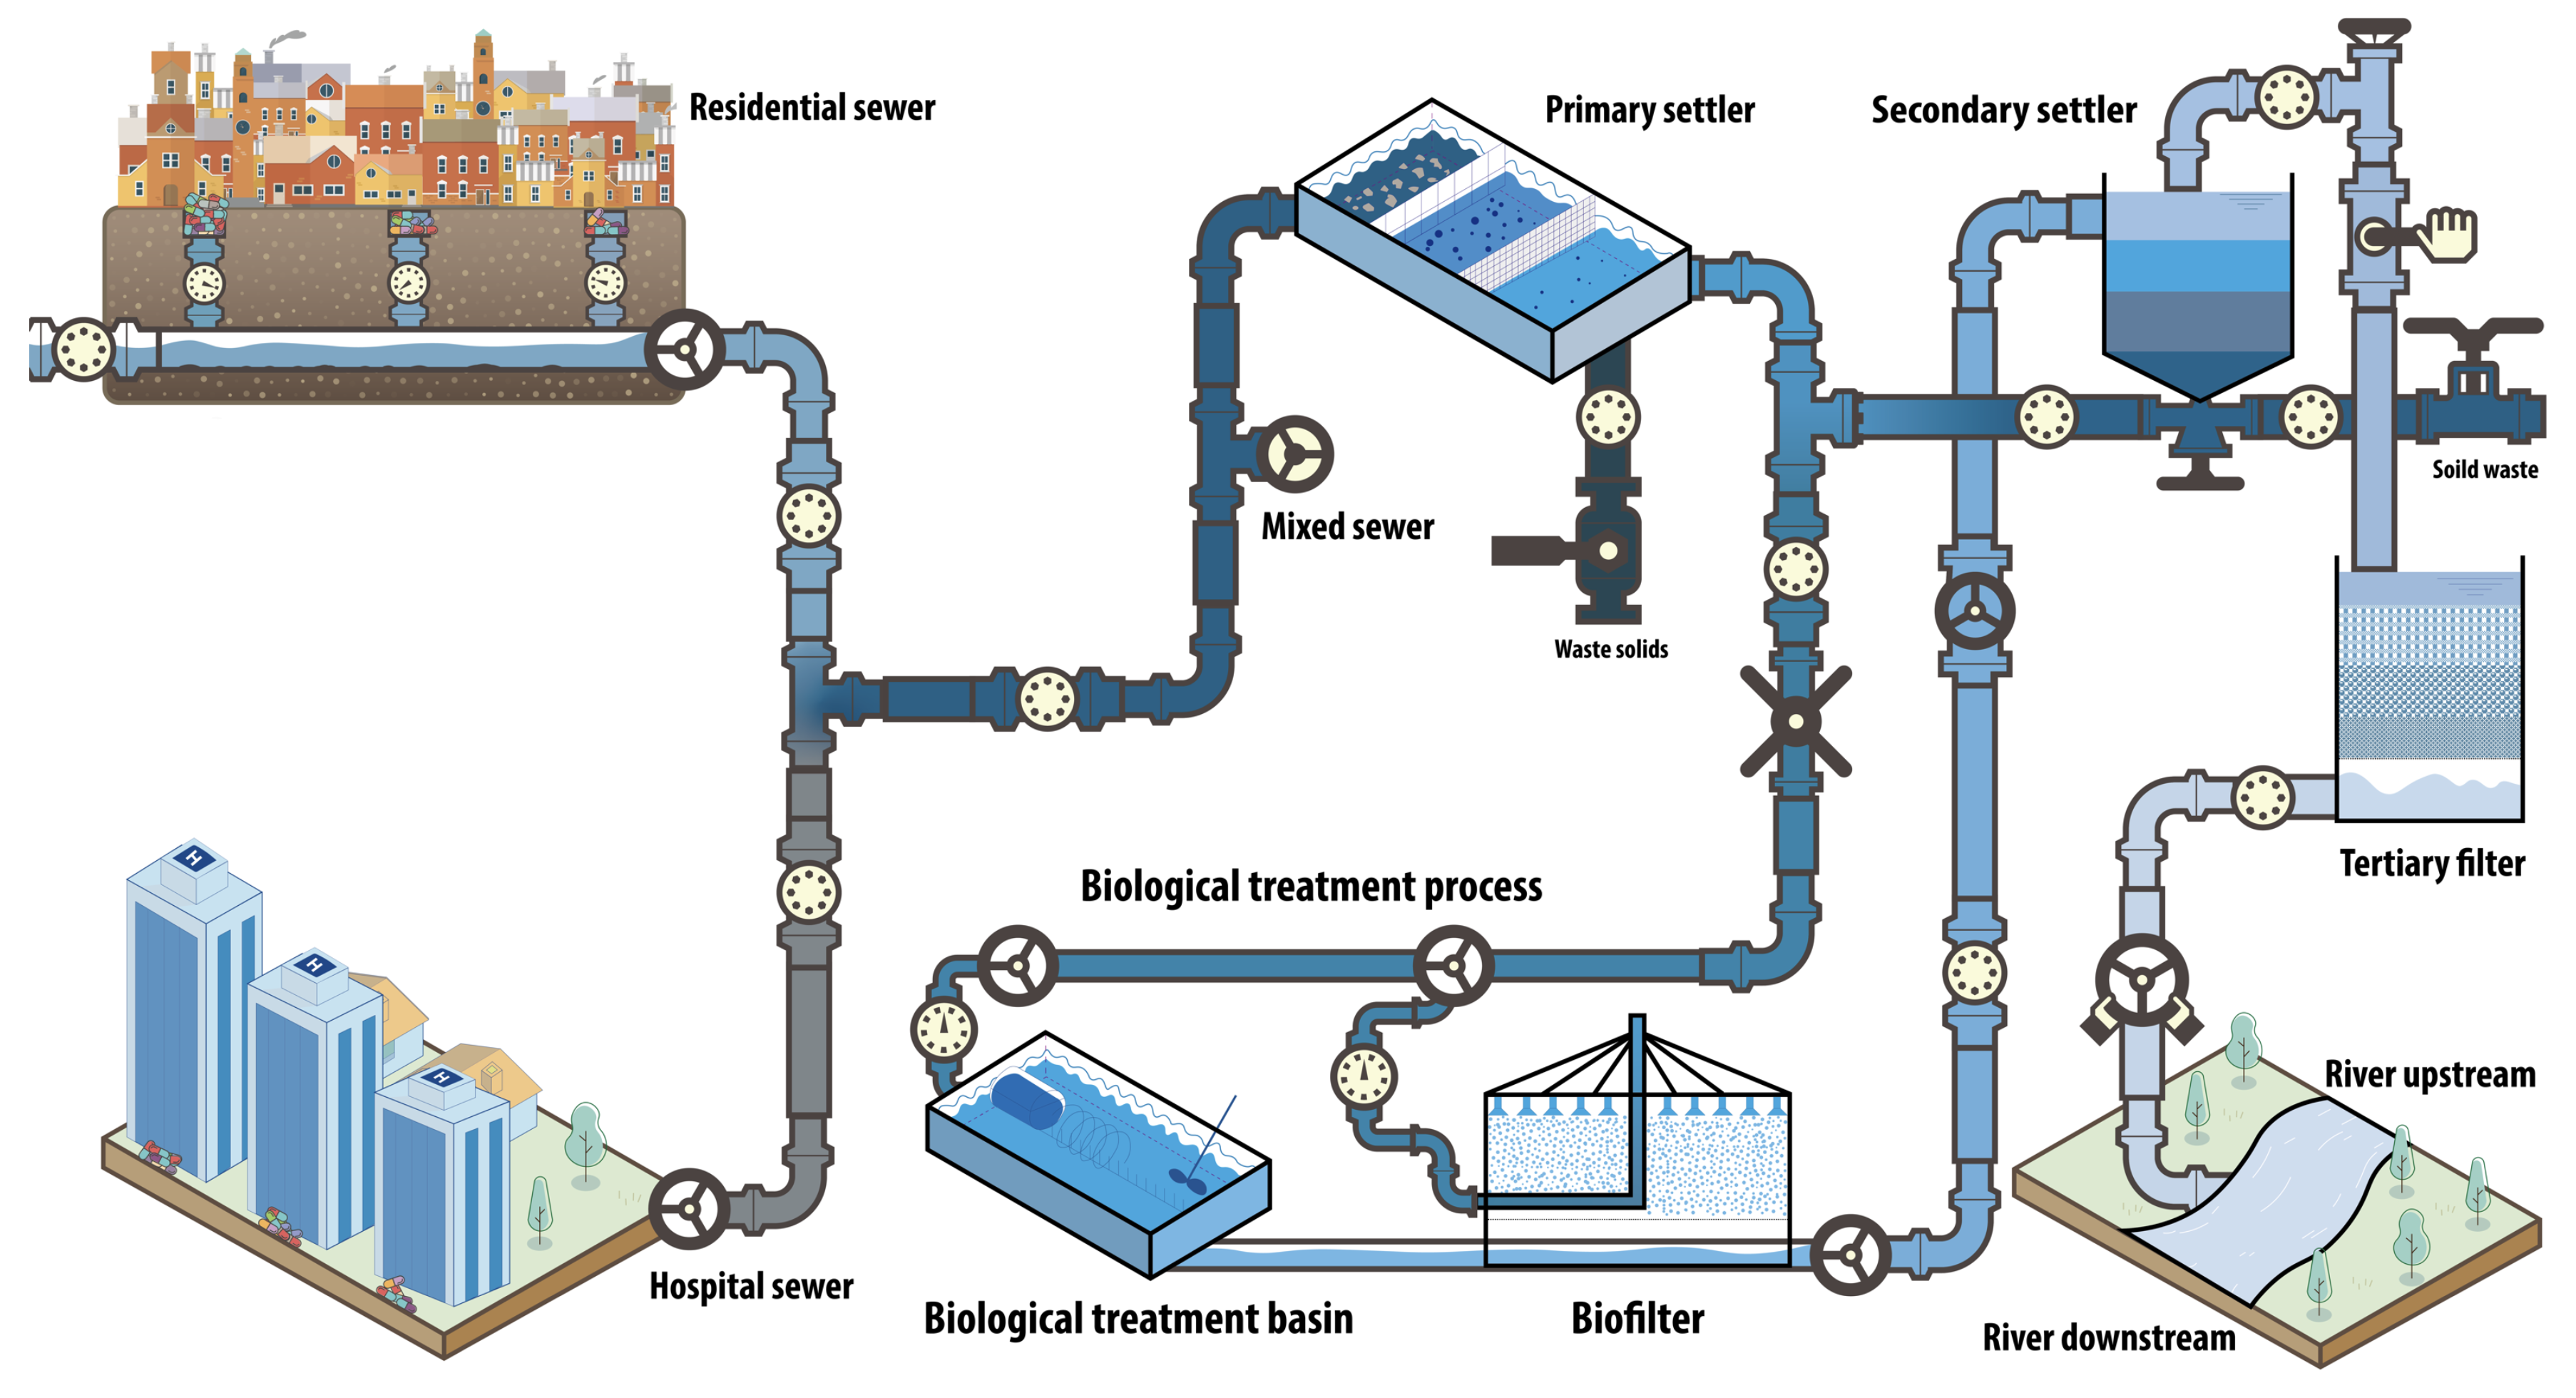 Residential sewer
Primary settler
Secondary settler
Soild waste
Mixed sewer
Waste solids
Tertiary filter
Biological treatment process
H
H
H
River upstream
Hospital sewer
Biological treatment basin
Biofilter
River downstream